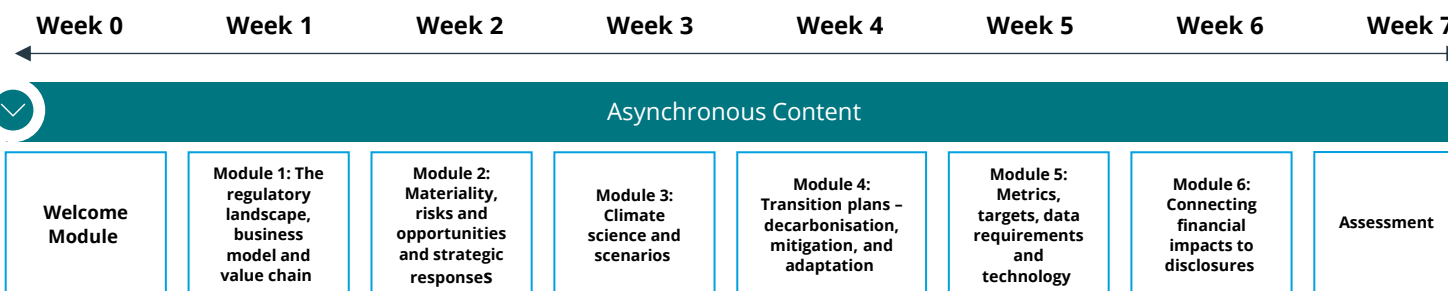 Week 0
Week 1
Week 2
Week 3
Week 4
Week 5
Week 6
Week 7
Asynchronous Content
Welcome
Module
Module 1: The
regulatory
landscape,
business
model and
value chain
Module 2:
Materiality,
risks and
opportunities
and strategic
responses
Module 3:
Climate
science and
scenarios
Module 4:
Transition plans –
decarbonisation,
mitigation, and
adaptation
Module 5:
Metrics,
targets, data
requirements
and
technology
Module 6:
Connecting
financial
impacts to
disclosures
Assessment